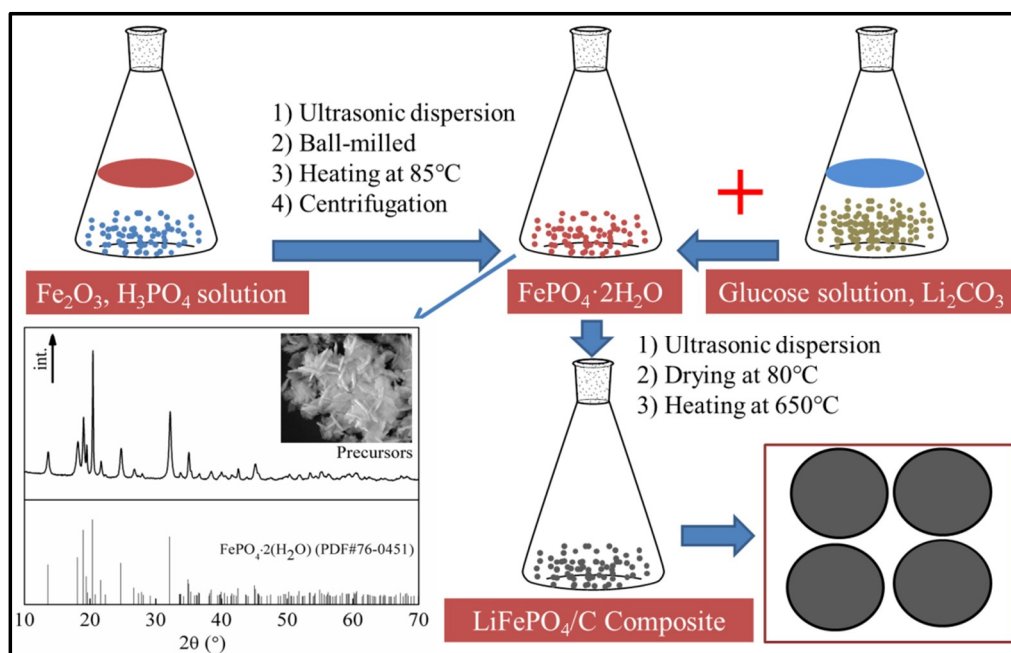 1) Ultrasonic dispersion
2) Ball-milled
3) Heating at 85°C
4) Centrifugation
Fe₂O₃, H₃PO₄ solution
FePO₄·2H₂O
Glucose solution, Li₂CO₃
int.
Precursors
FePO₄·2(H₂O) (PDF#76-0451)
10 20 30 40 50 60 70
2θ (°)
1) Ultrasonic dispersion
2) Drying at 80°C
3) Heating at 650°C
LiFePO₄/C Composite